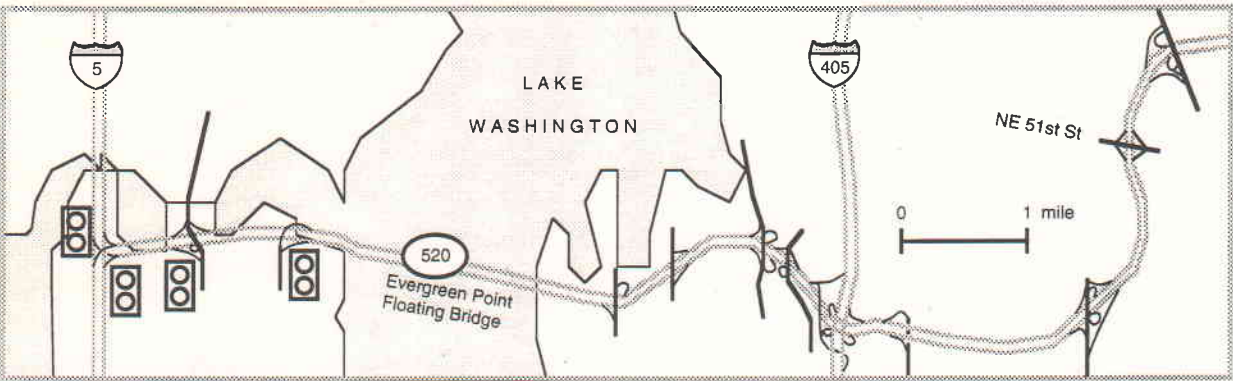 5
LAKE
WASHINGTON
405
NE 51st St
0 1 mile
520
Evergreen Point
Floating Bridge